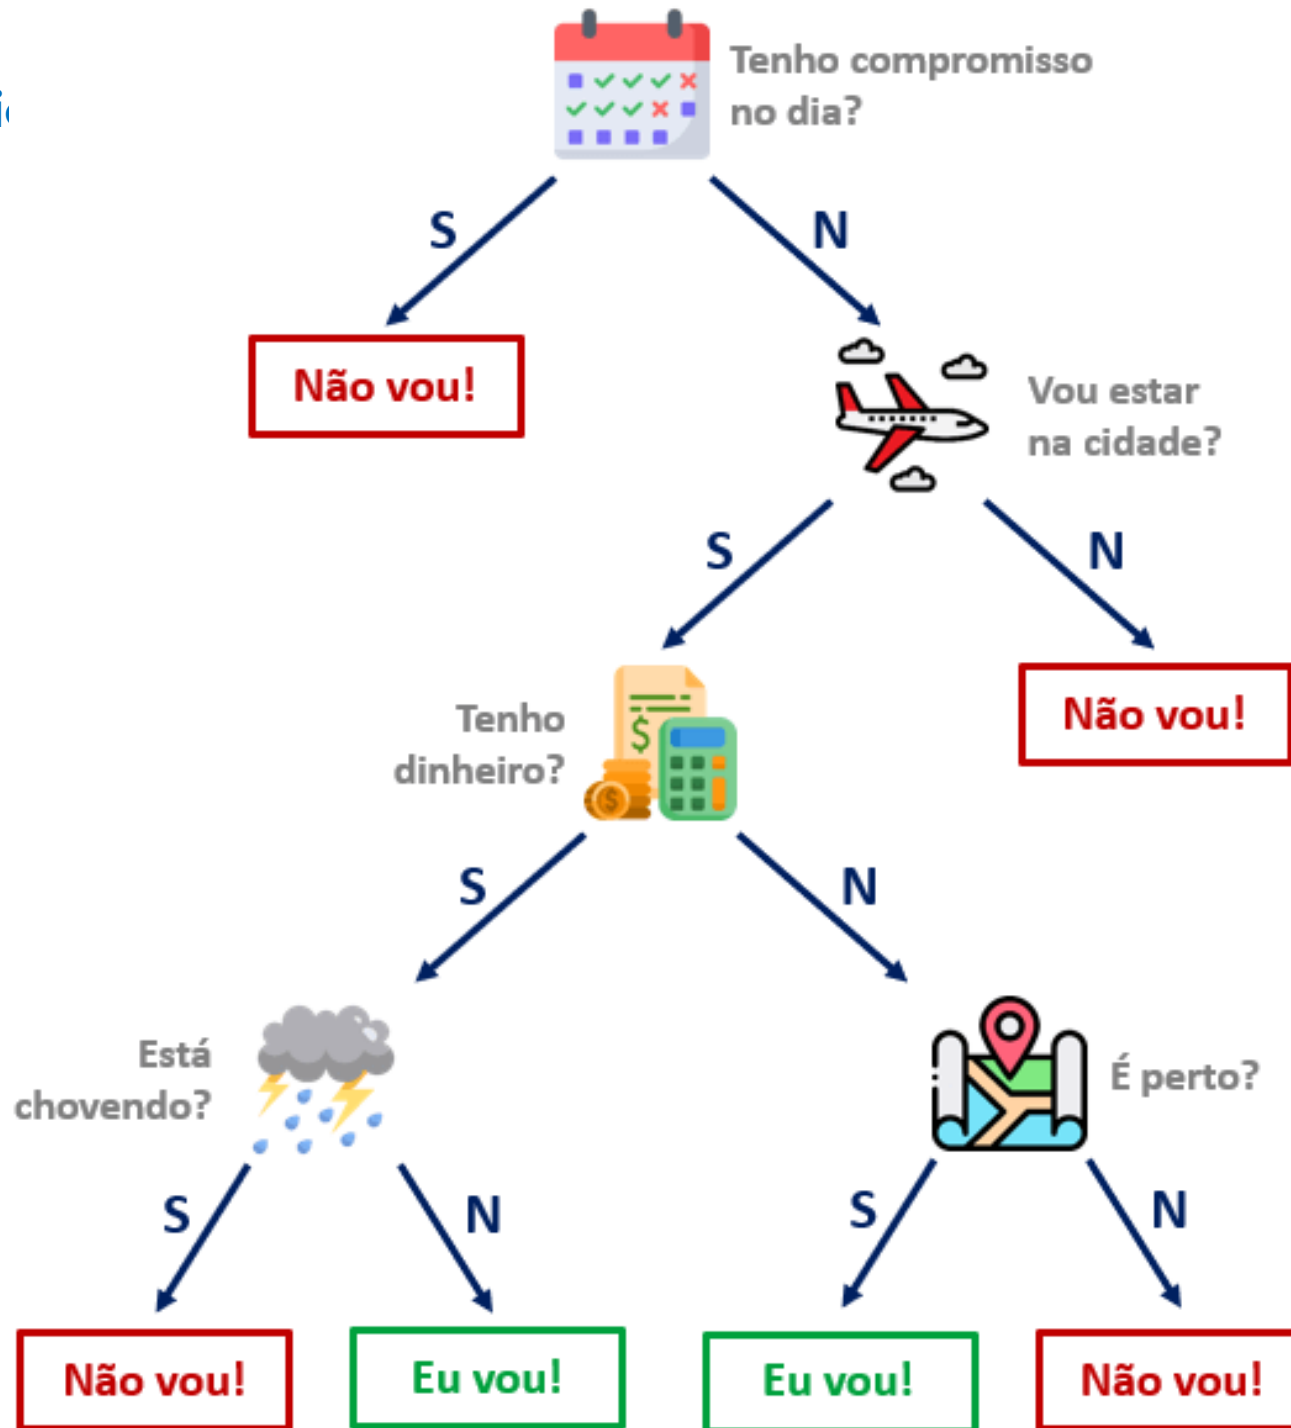 Tenho compromisso
no dia?
S
N
Não vou!
Vou estar
na cidade?
S
N
Não vou!
Tenho
dinheiro?
$
$
S
N
Está
chovendo?
É perto?
S
N
S
N
Não vou!
Eu vou!
Eu vou!
Não vou!